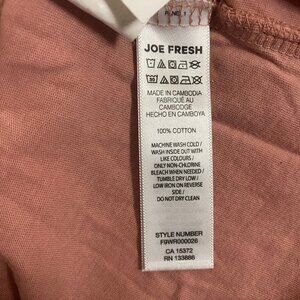 JOE FRESH
MADE IN CAMBODIA
FABRIQUÉ AU
CAMBODGE
HECHO EN CAMBOYA
100% COTTON
MACHINE WASH COLD /
WASH INSIDE OUT WITH
LIKE COLOURS /
ONLY NON-CHLORINE
BLEACH WHEN NEEDED /
TUMBLE DRY LOW /
LOW IRON ON REVERSE
SIDE /
DO NOT DRY CLEAN
STYLE NUMBER
F9WR000026
CA 15372
RN 133886